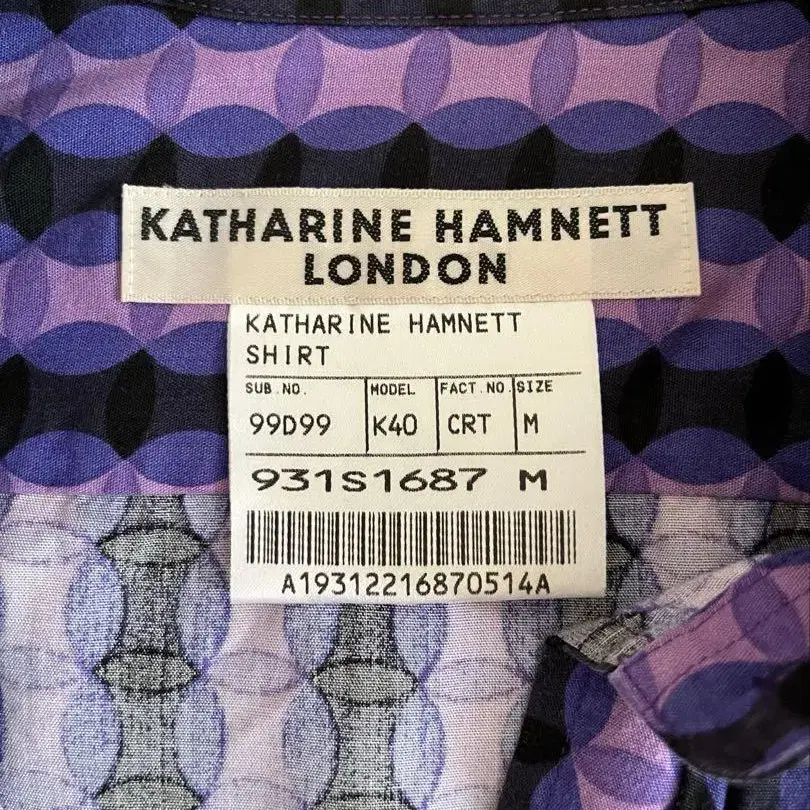 KATHARINE HAMNETT
LONDON
KATHARINE HAMNETT
SHIRT
SUB.NO. MODEL FACT.NO. SIZE
99D99 K40 CRT M
931S1687 M
A19312216870514A